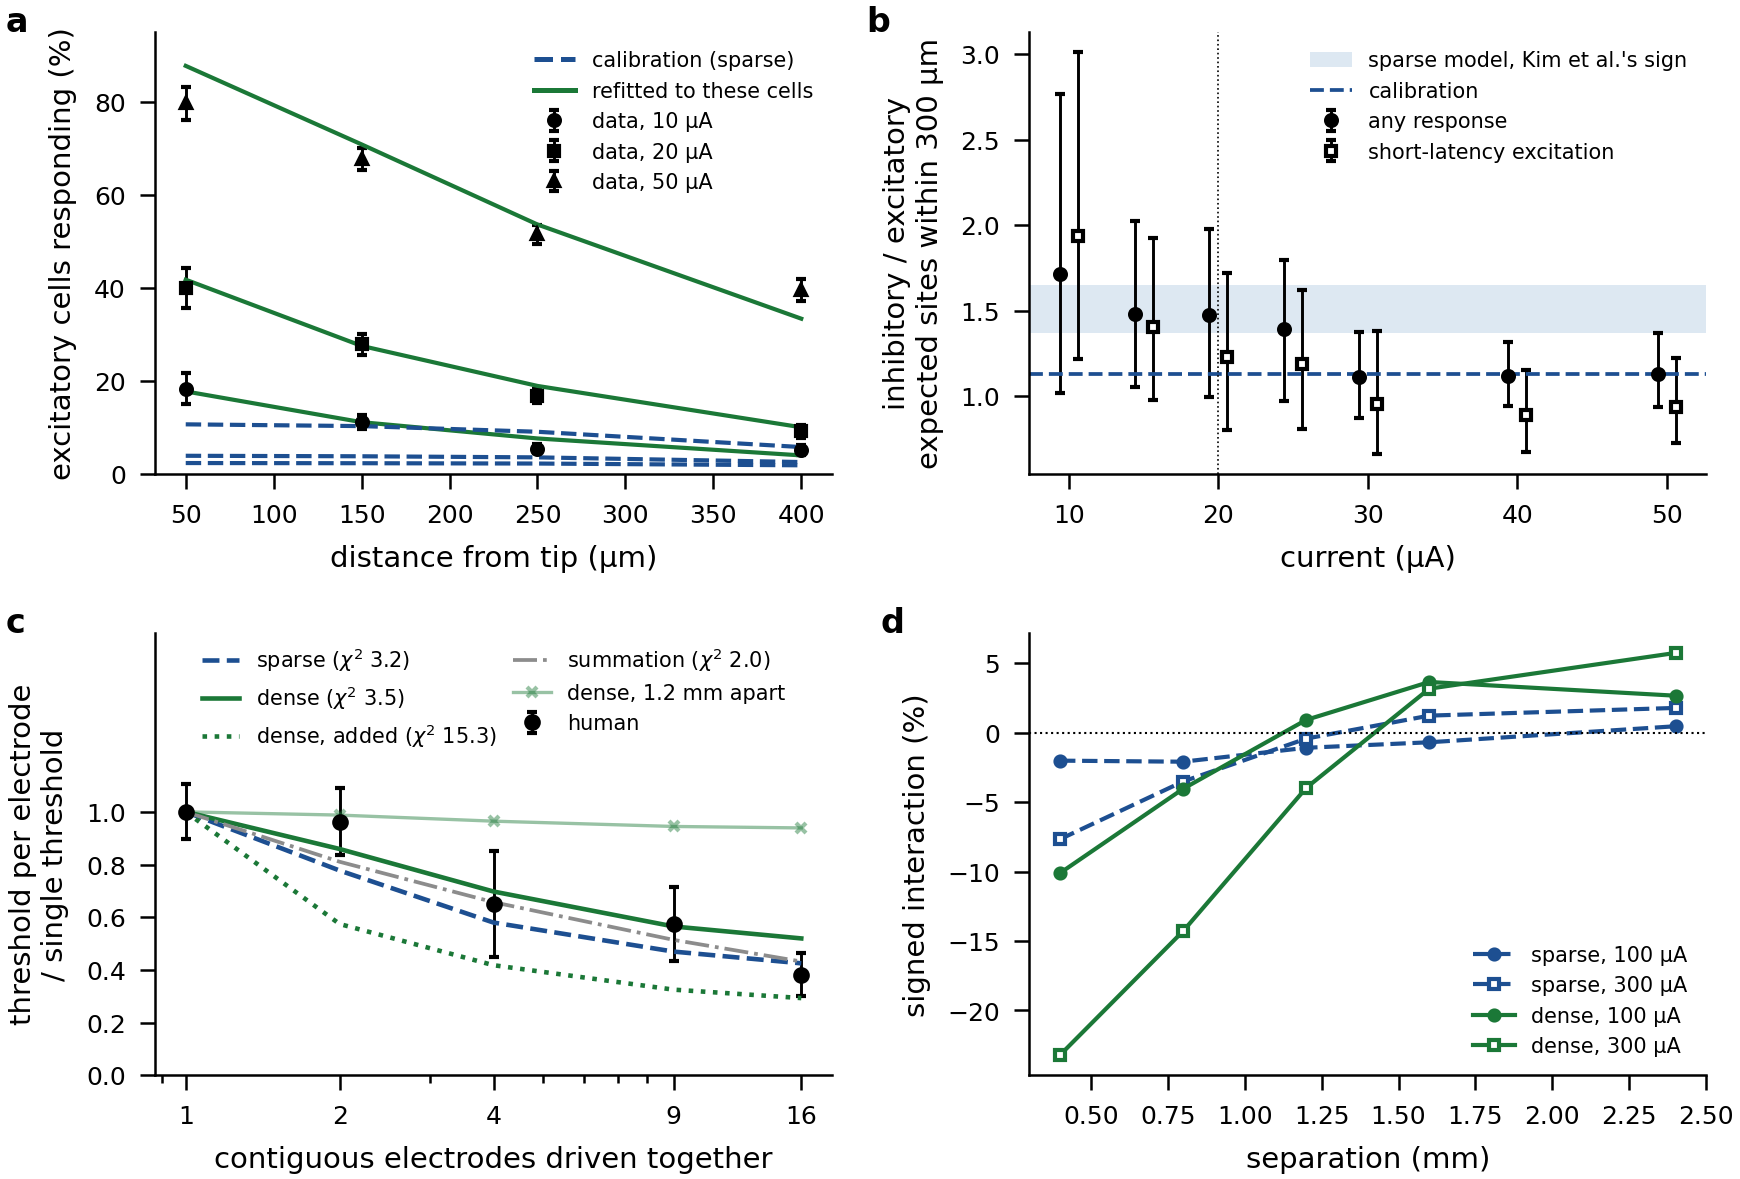 a
excitatory cells responding (%)
80
60
40
20
0
calibration (sparse)
refitted to these cells
data, 10 μA
data, 20 μA
data, 50 μA
50 100 150 200 250 300 350 400
distance from tip (μm)
b
inhibitory / excitatory
expected sites within 300 μm
3.0
2.5
2.0
1.5
1.0
sparse model, Kim et al.'s sign
calibration
any response
short-latency excitation
10 20 30 40 50
current (μA)
c
threshold per electrode
/ single threshold
1.0
0.8
0.6
0.4
0.2
0.0
sparse (χ² 3.2)
dense (χ² 3.5)
dense, added (χ² 15.3)
summation (χ² 2.0)
dense, 1.2 mm apart
human
1 2 4 9 16
contiguous electrodes driven together
d
signed interaction (%)
5
0
−5
−10
−15
−20
sparse, 100 μA
sparse, 300 μA
dense, 100 μA
dense, 300 μA
0.50 0.75 1.00 1.25 1.50 1.75 2.00 2.25 2.50
separation (mm)